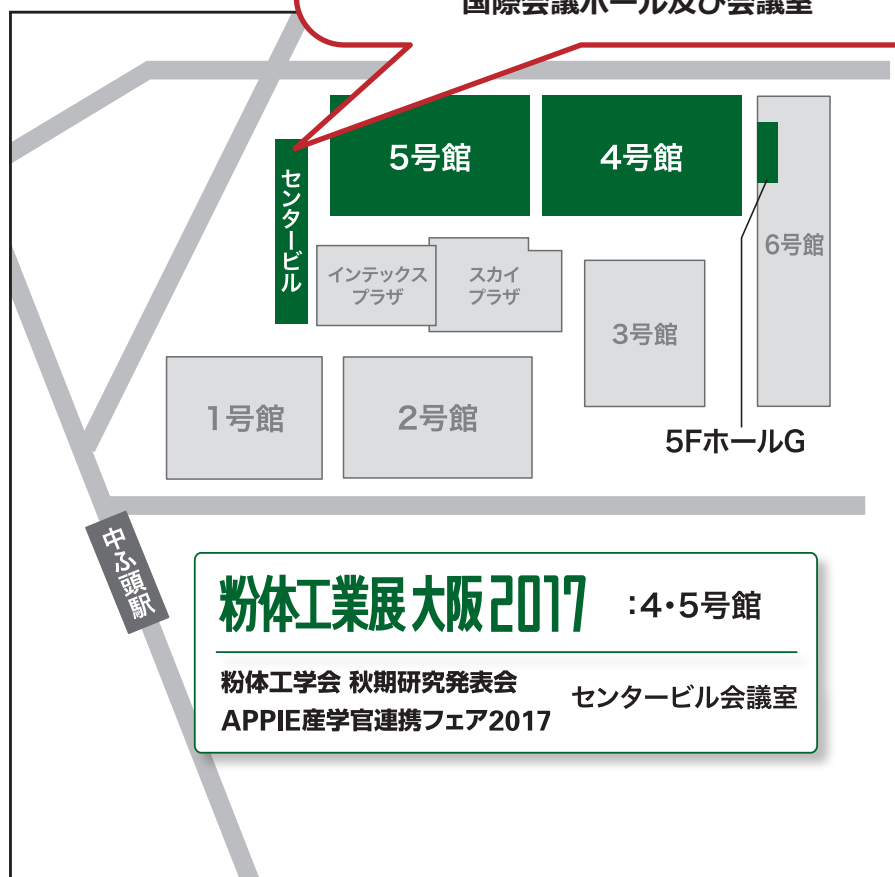 国際会議ホール及び会議室
5号館
4号館
センタービル
6号館
インテックス
プラザ
スカイ
プラザ
3号館
1号館
2号館
5FホールG
中ふ頭駅
粉体工業展 大阪 2017 :4・5号館
粉体工学会 秋期研究発表会
APPIE産学官連携フェア2017
センタービル会議室